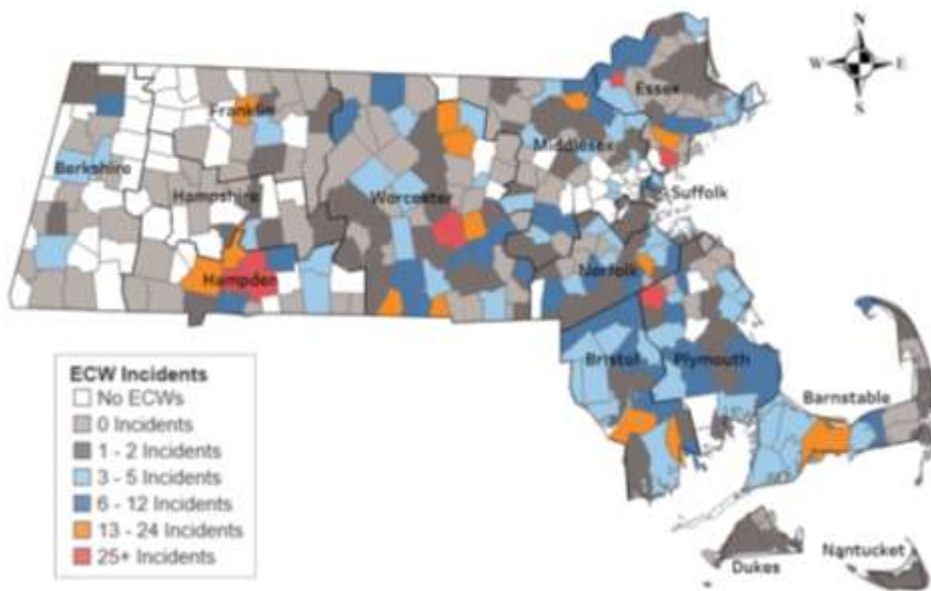 N
W E
S
Essex
Franklin
Middlesex
Berkshire
Hampshire
Worcester
Suffolk
Hampden
Norfolk
Bristol
Plymouth
Barnstable
ECW Incidents
No ECWs
0 Incidents
1 - 2 Incidents
3 - 5 Incidents
6 - 12 Incidents
13 - 24 Incidents
25+ Incidents
Nantucket
Dukes